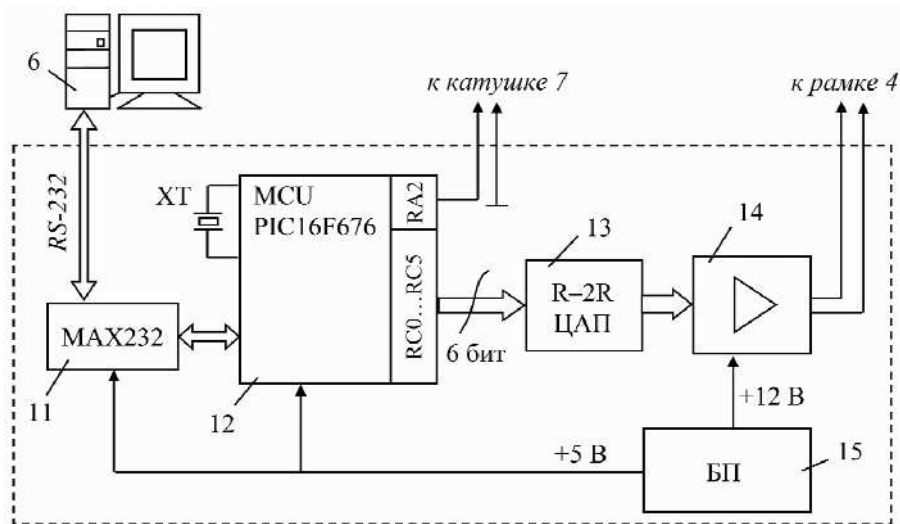 6
к катушке 7
к рамке 4
RS-232
XT
MCU
PIC16F676
RA2
RC0...RC5
13
14
R–2R
ЦАП
6 бит
MAX232
11
12
+12 В
+5 В
БП
15